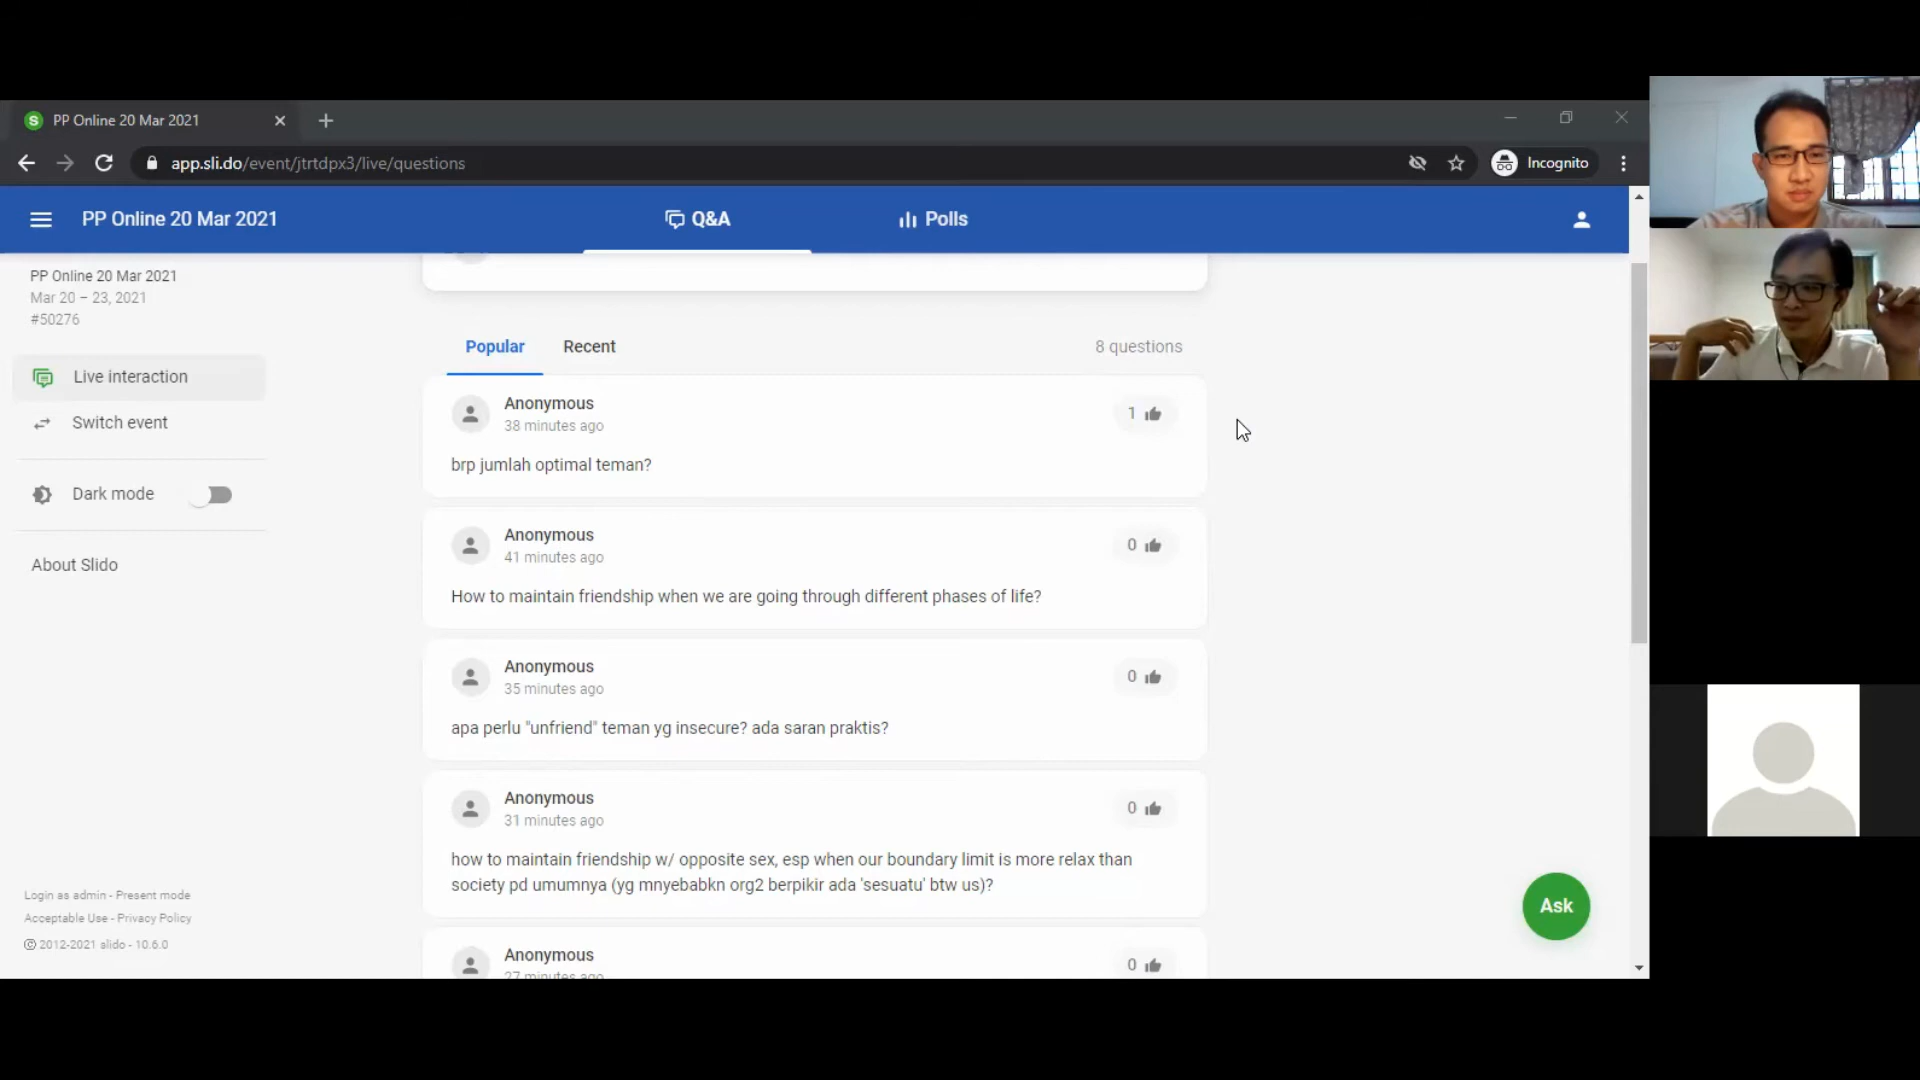 PP Online 20 Mar 2021
app.sli.do/event/jtrtdpx3/live/questions
Incognito
PP Online 20 Mar 2021
Q&A
Polls
PP Online 20 Mar 2021
Mar 20 – 23, 2021
#50276
Live interaction
Switch event
Dark mode
About Slido
Login as admin - Present mode
Acceptable Use - Privacy Policy
© 2012-2021 slido - 10.6.0
Popular
Recent
8 questions
Anonymous
38 minutes ago
1
brp jumlah optimal teman?
Anonymous
41 minutes ago
0
How to maintain friendship when we are going through different phases of life?
Anonymous
35 minutes ago
0
apa perlu "unfriend" teman yg insecure? ada saran praktis?
Anonymous
31 minutes ago
0
how to maintain friendship w/ opposite sex, esp when our boundary limit is more relax than
society pd umumnya (yg mnyebabkn org2 berpikir ada 'sesuatu' btw us)?
Anonymous
27 minutes ago
0
Ask